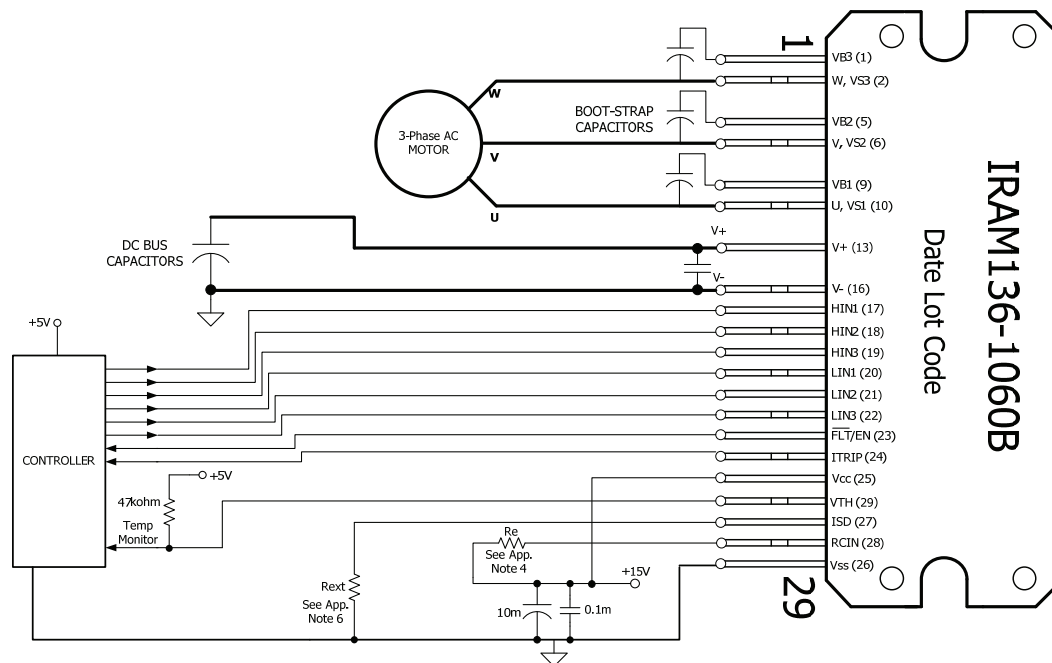 1
VB3 (1)
W, VS3 (2)
VB2 (5)
V, VS2 (6)
VB1 (9)
U, VS1 (10)
V+ (13)
V- (16)
HIN1 (17)
HIN2 (18)
HIN3 (19)
LIN1 (20)
LIN2 (21)
LIN3 (22)
FLT/EN (23)
ITRIP (24)
Vcc (25)
VTH (29)
ISD (27)
RCIN (28)
Vss (26)
29
IRAM136-1060B
Date Lot Code
W
3-Phase AC
MOTOR
V
U
BOOT-STRAP
CAPACITORS
V+
DC BUS
CAPACITORS
V-
+5V
CONTROLLER
+5V
47kohm
Temp
Monitor
Rext
See App.
Note 6
Re
See App.
Note 4
+15V
10m
0.1m